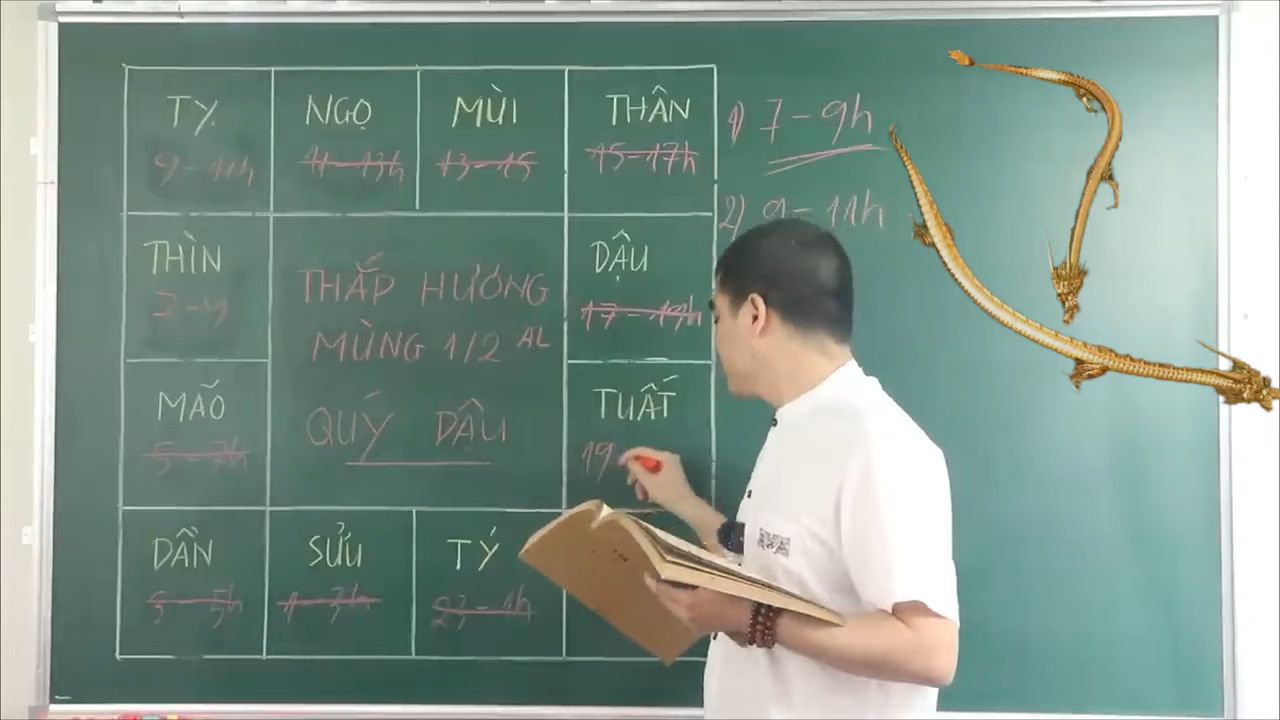 TỴ
9-11h
NGỌ
11-13h
MÙI
13-15
THÂN
15-17h
1) 7-9h
2) 9-11h
THÌN
7-9
THẮP HƯƠNG
MÙNG 1/2 AL
QUÝ DẬU
DẬU
17-19h
MÃO
5-7h
TUẤT
19
DẦN
3-5h
SỬU
1-3h
TÝ
23-1h